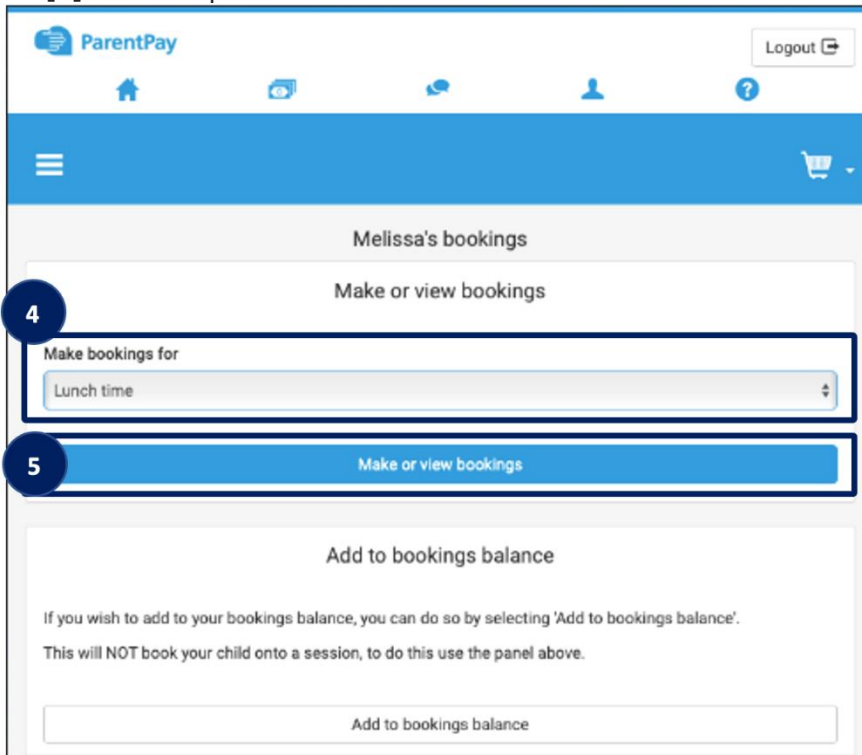 ParentPay
Logout
Melissa's bookings
Make or view bookings
4
Make bookings for
Lunch time
5
Make or view bookings
Add to bookings balance
If you wish to add to your bookings balance, you can do so by selecting 'Add to bookings balance'.
This will NOT book your child onto a session, to do this use the panel above.
Add to bookings balance